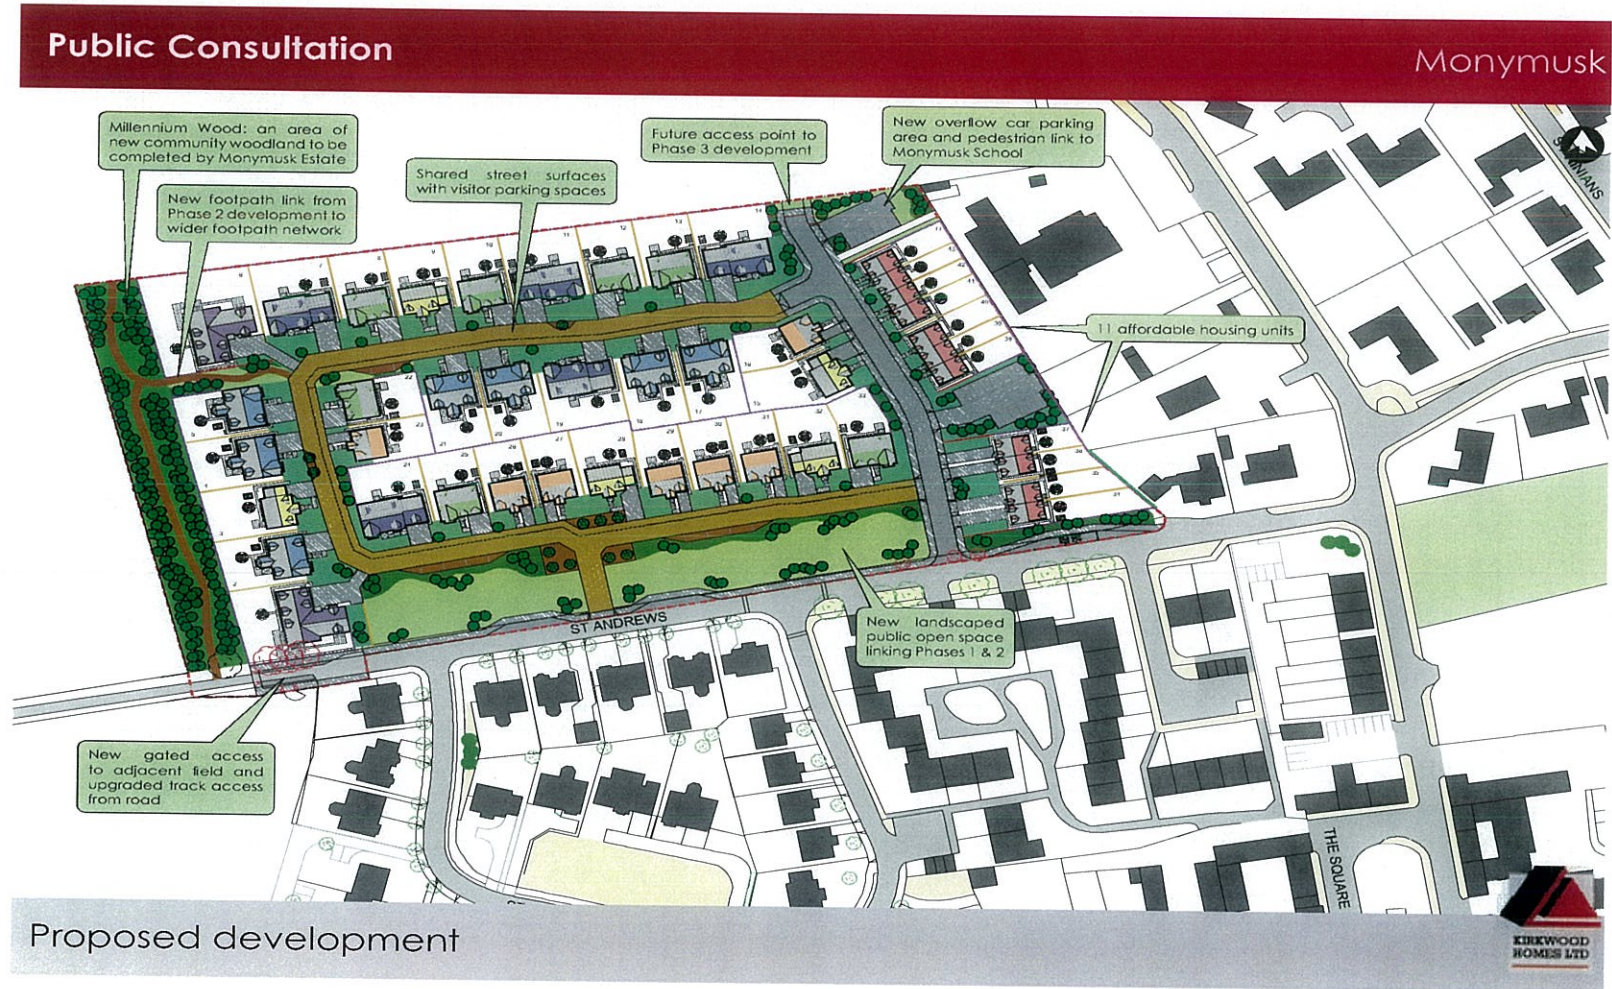 Public Consultation
Monymusk
Millennium Wood: an area of
new community woodland to be
completed by Monymusk Estate
New footpath link from
Phase 2 development to
wider footpath network
Shared street surfaces
with visitor parking spaces
Future access point to
Phase 3 development
New overflow car parking
area and pedestrian link to
Monymusk School
11 affordable housing units
New landscaped
public open space
linking Phases 1 & 2
New gated access
to adjacent field and
upgraded track access
from road
ST ANDREWS
THE SQUARE
Proposed development
KIRKWOOD
HOMES LTD